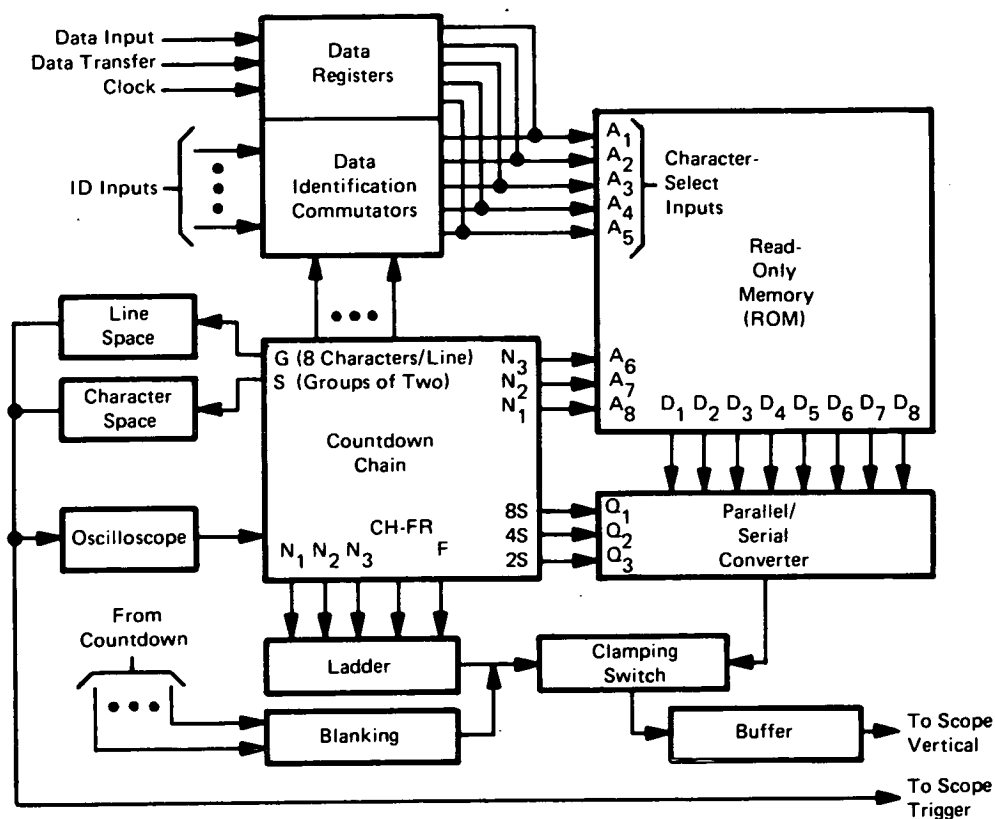 Data Input
Data Transfer
Clock
Data
Registers
ID Inputs
Data
Identification
Commutators
A1
A2
A3
A4
A5
Character-
Select
Inputs
Read-
Only
Memory
(ROM)
Line
Space
Character
Space
G (8 Characters/Line)
S (Groups of Two)
N3
N2
N1
A6
A7
A8
D1 D2 D3 D4 D5 D6 D7 D8
Countdown
Chain
Oscilloscope
CH-FR
N1 N2 N3 F
8S
4S
2S
Q1
Q2
Q3
Parallel/
Serial
Converter
From
Countdown
Ladder
Clamping
Switch
Blanking
Buffer
To Scope
Vertical
To Scope
Trigger